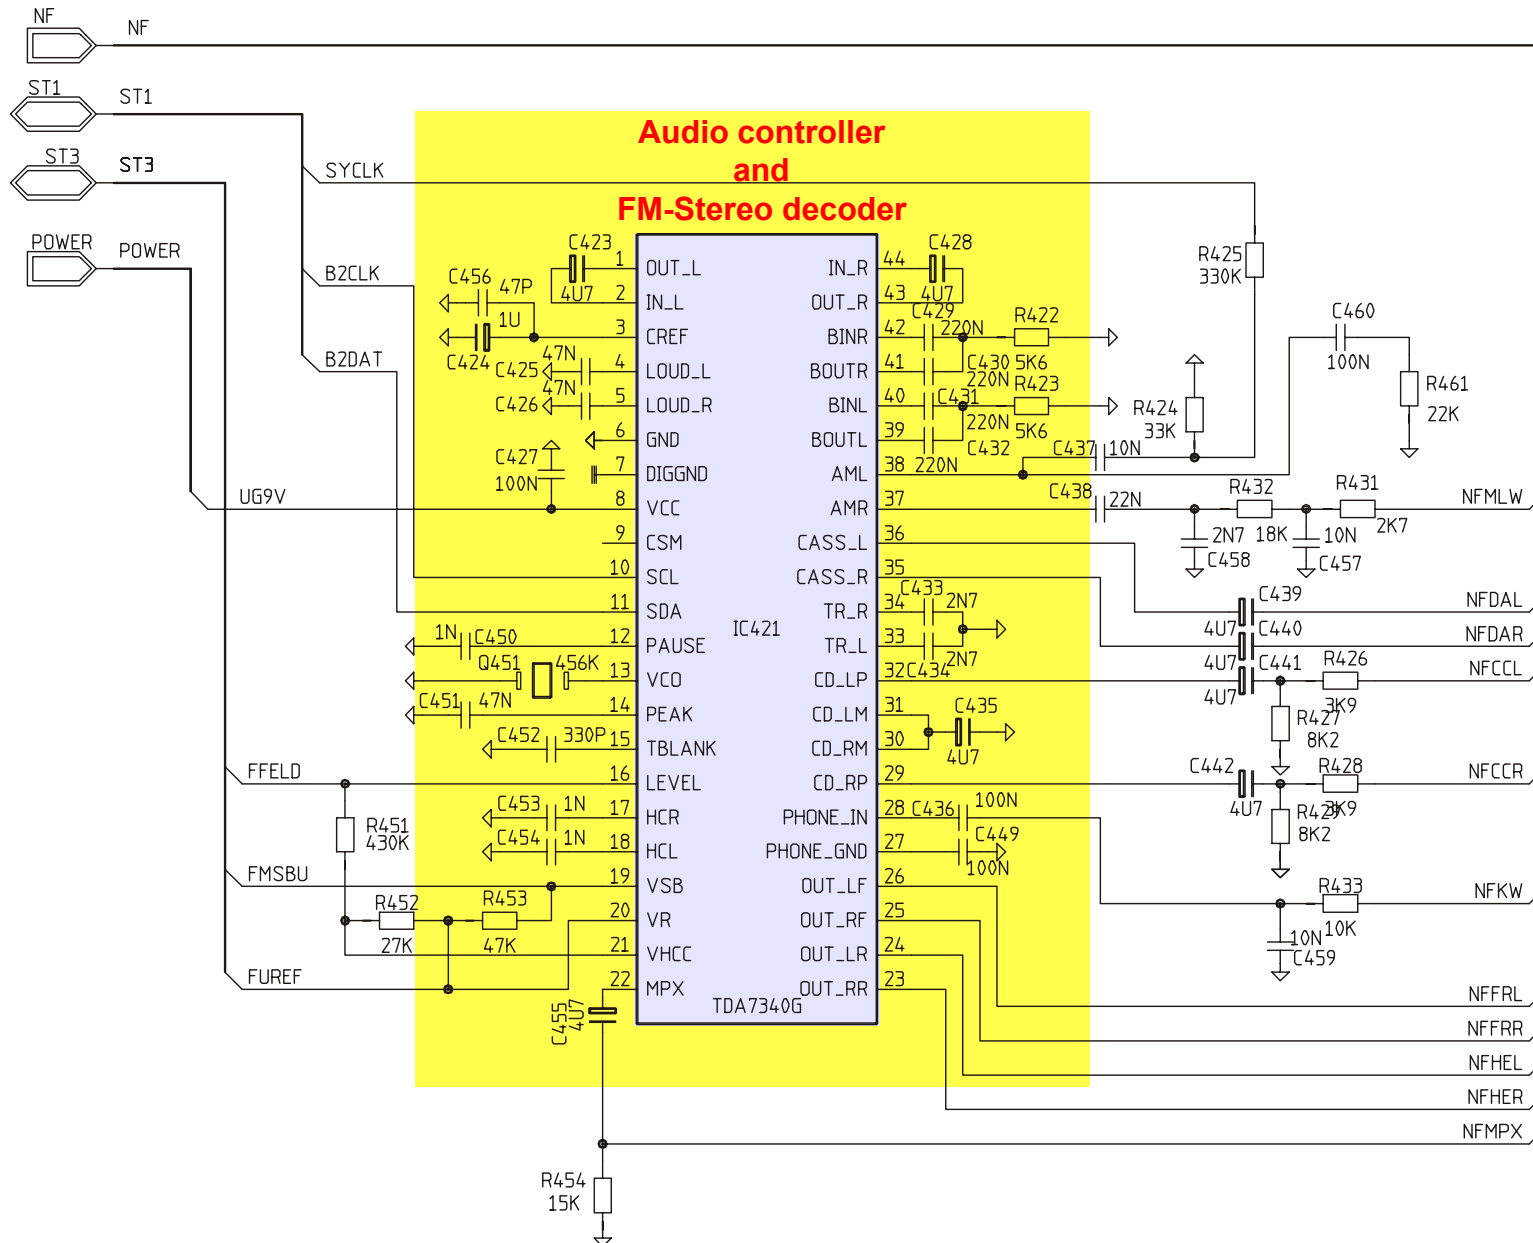 NF
NF
ST1
ST1
ST3
ST3
POWER
POWER
Audio controller
and
FM-Stereo decoder
SYCLK
B2CLK
B2DAT
UG9V
FFELD
FMSBU
FUREF
C423
4U7
C456
47P
1U
C424
47N
C425
47N
C426
C427
100N
1N
C450
Q451
456K
C451
47N
C452
330P
C453
1N
C454
1N
R451
430K
R452
27K
R453
47K
C455
4U7
R454
15K
1
OUT_L
2
IN_L
3
CREF
4
LOUD_L
5
LOUD_R
6
GND
7
DIGGND
8
VCC
9
CSM
10
SCL
11
SDA
12
PAUSE
13
VCO
14
PEAK
15
TBLANK
16
LEVEL
17
HCR
18
HCL
19
VSB
20
VR
21
VHCC
22
MPX
IC421
TDA7340G
IN_R
44
OUT_R
43
BINR
42
BOUTR
41
BINL
40
BOUTL
39
AML
38
AMR
37
CASS_L
36
CASS_R
35
TR_R
34
TR_L
33
CD_LP
32
CD_LM
31
CD_RM
30
CD_RP
29
PHONE_IN
28
PHONE_GND
27
OUT_LF
26
OUT_RF
25
OUT_LR
24
OUT_RR
23
C428
4U7
C429
220N
R422
5K6
C430
220N
R423
5K6
C431
220N
C432
220N
C437
10N
C438
22N
R424
33K
R425
330K
C460
100N
R461
22K
R432
18K
R431
2K7
2N7
C458
10N
C457
C433
2N7
C434
2N7
C439
4U7
C440
4U7
C441
4U7
R426
3K9
R427
8K2
C435
4U7
C442
4U7
R428
3K9
R429
8K2
C436
100N
C449
100N
R433
10K
10N
C459
NFMLW
NFDAL
NFDAR
NFCCL
NFCCR
NFKW
NFFRL
NFFRR
NFHEL
NFHER
NFMPX